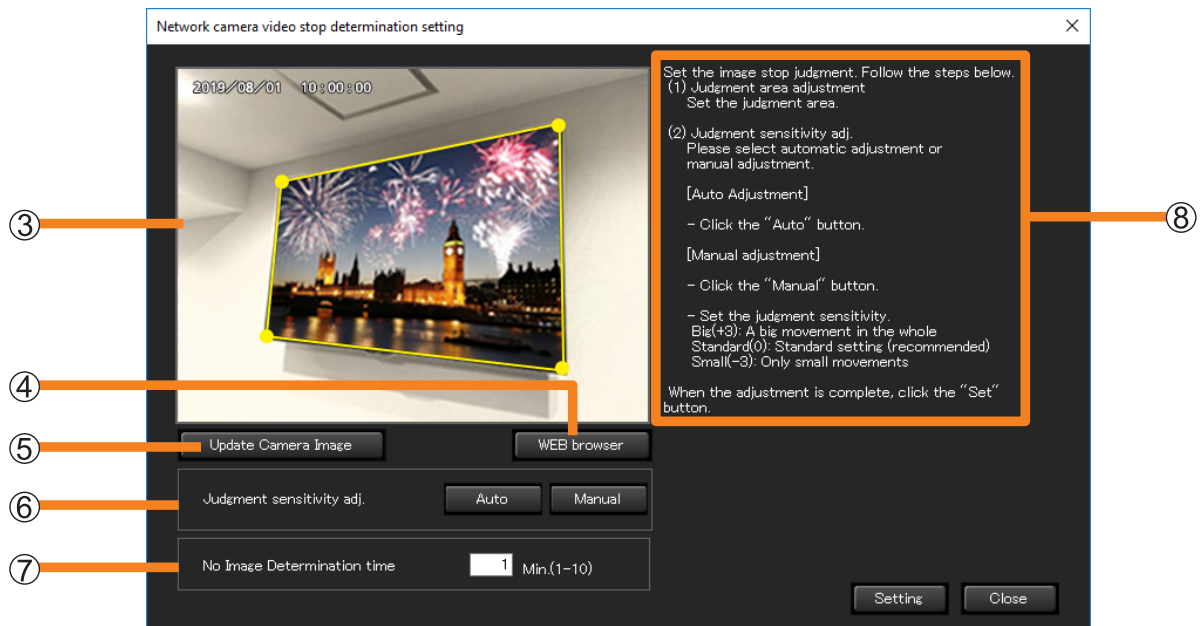 Network camera video stop determination setting
2019/08/01 10:00:00
Set the image stop judgment. Follow the steps below.
(1) Judgment area adjustment
Set the judgment area.
(2) Judgment sensitivity adj.
Please select automatic adjustment or
manual adjustment.
[Auto Adjustment]
- Click the "Auto" button.
[Manual adjustment]
- Click the "Manual" button.
- Set the judgment sensitivity.
Big(+3): A big movement in the whole
Standard(0): Standard setting (recommended)
Small(-3): Only small movements
When the adjustment is complete, click the "Set"
button.
③
⑧
④
⑤ Update Camera Image WEB browser
⑥ Judgment sensitivity adj. Auto Manual
⑦ No Image Determination time 1 Min.(1-10)
Setting Close